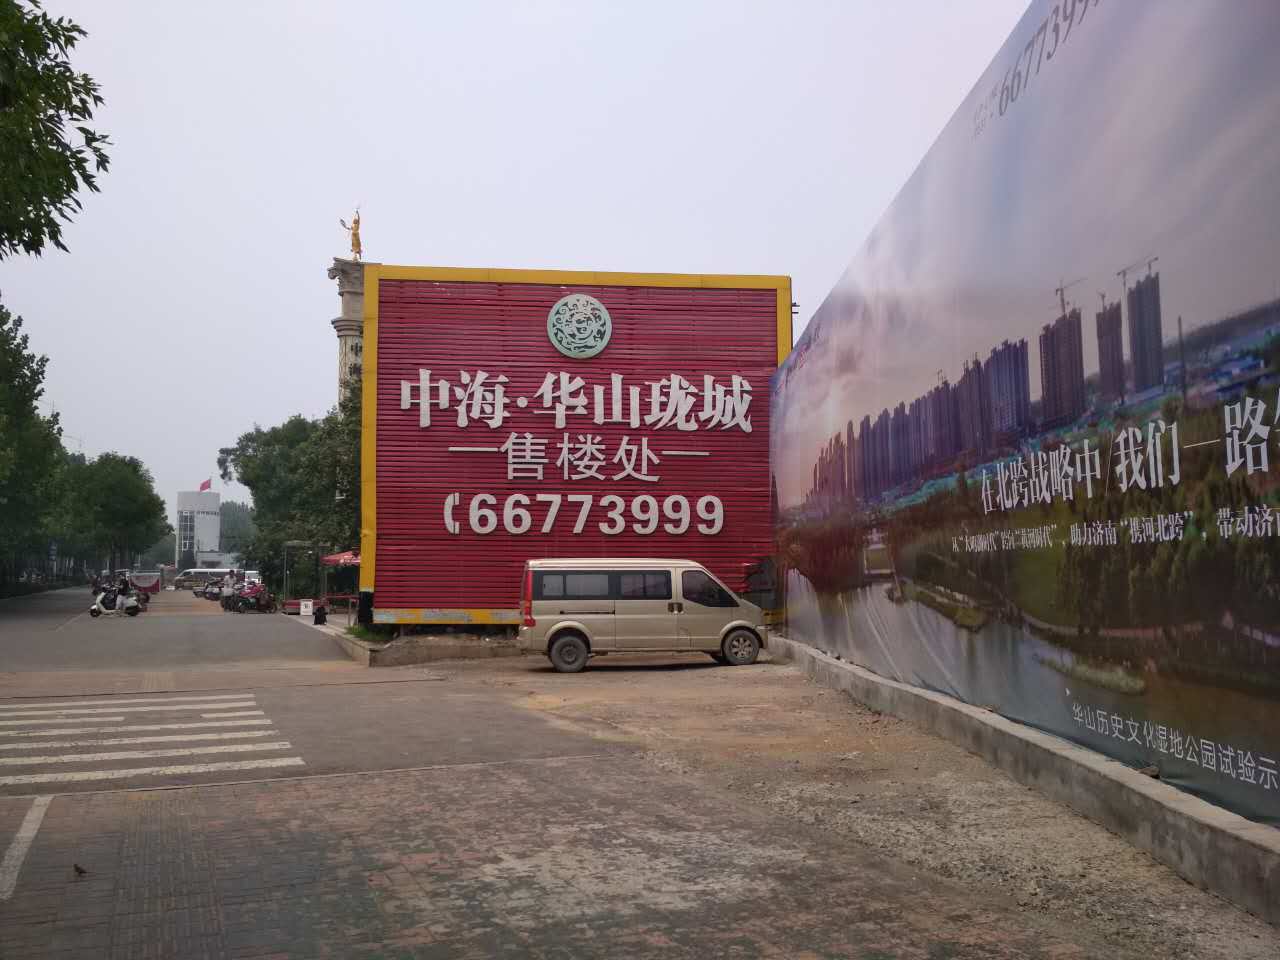 中海·华山珑城
售楼处
66773999
66773999
在北跨战略中/我们一路
助力济南“携河北跨”，带动济
华山历史文化湿地公园试验示